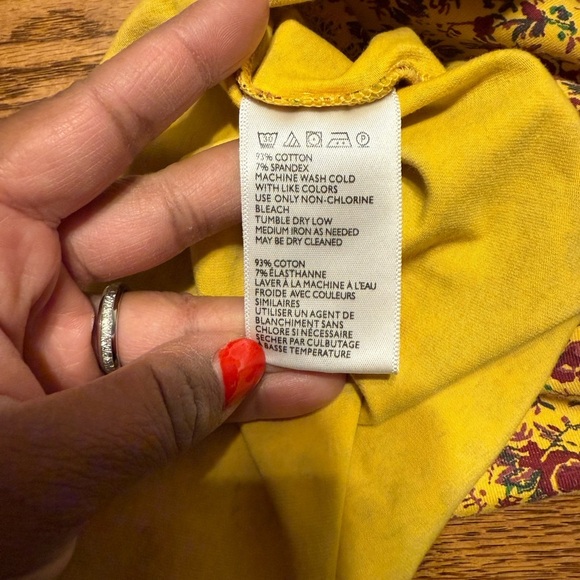 30 P
93% COTTON
7% SPANDEX
MACHINE WASH COLD
WITH LIKE COLORS
USE ONLY NON-CHLORINE
BLEACH
TUMBLE DRY LOW
MEDIUM IRON AS NEEDED
MAY BE DRY CLEANED
93% COTON
7% ÉLASTHANNE
LAVER À LA MACHINE À L'EAU
FROIDE AVEC COULEURS
SIMILAIRES
UTILISER UN AGENT DE
BLANCHIMENT SANS
CHLORE SI NÉCESSAIRE
SÉCHER PAR CULBUTAGE
BASSE TEMPERATURE